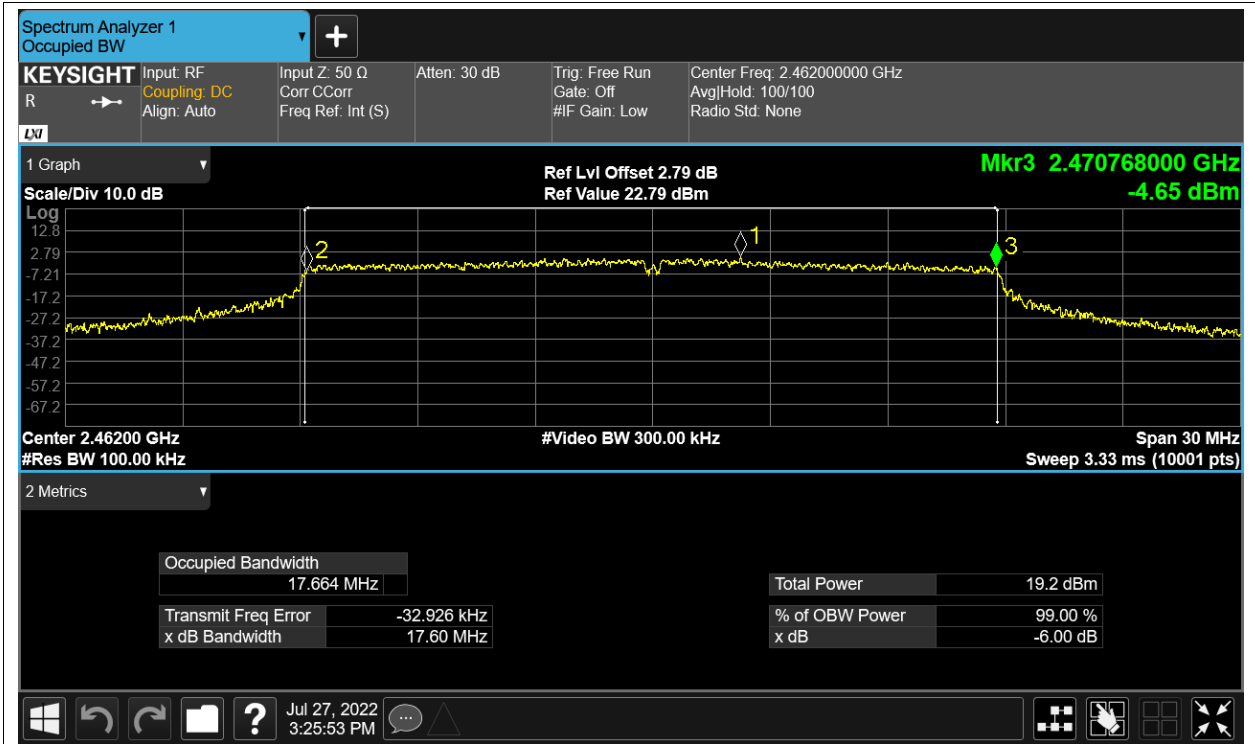 Spectrum Analyzer 1
Occupied BW
KEYSIGHT
R
LXI
Input: RF
Coupling: DC
Align: Auto
Input Z: 50 Ω
Corr CCorr
Freq Ref: Int (S)
Atten: 30 dB
Trig: Free Run
Gate: Off
#IF Gain: Low
Center Freq: 2.462000000 GHz
Avg|Hold: 100/100
Radio Std: None
1 Graph
Scale/Div 10.0 dB
Ref Lvl Offset 2.79 dB
Ref Value 22.79 dBm
Mkr3 2.470768000 GHz
-4.65 dBm
Log
12.8
2.79
-7.21
-17.2
-27.2
-37.2
-47.2
-57.2
-67.2
2
1
3
Center 2.46200 GHz
#Video BW 300.00 kHz
Span 30 MHz
#Res BW 100.00 kHz
Sweep 3.33 ms (10001 pts)
2 Metrics
Occupied Bandwidth
17.664 MHz
Transmit Freq Error -32.926 kHz
x dB Bandwidth 17.60 MHz
Total Power 19.2 dBm
% of OBW Power 99.00 %
x dB -6.00 dB
?
Jul 27, 2022
3:25:53 PM